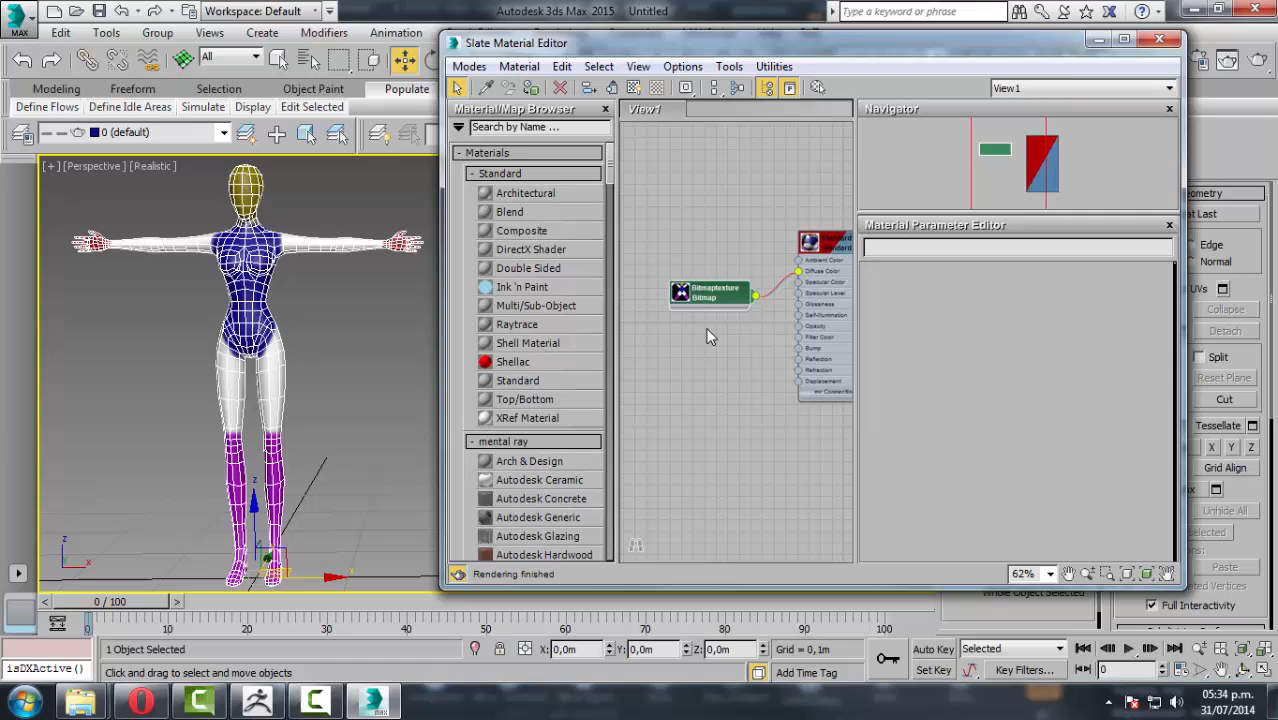 Workspace: Default
Autodesk 3ds Max 2015 Untitled
Type a keyword or phrase
MAX
Edit Tools Group Views Create Modifiers Animation
Slate Material Editor
All
Modes Material Edit Select View Options Tools Utilities
Modeling Freeform Selection Object Paint Populate
View1
Define Flows Define Idle Areas Simulate Display Edit Selected
Material/Map Browser
View1
Navigator
Search by Name ...
0 (default)
- Materials
- Standard
[+] [Perspective] [Realistic]
Architectural
Blend
Composite
DirectX Shader
Double Sided
Ink 'n Paint
Multi/Sub-Object
Raytrace
Shell Material
Shellac
Standard
Top/Bottom
XRef Material
- mental ray
Arch & Design
Autodesk Ceramic
Autodesk Concrete
Autodesk Generic
Autodesk Glazing
Autodesk Hardwood
Bitmaptexture
Bitmap
Ambient Color
Diffuse Color
Specular Color
Specular Level
Glossiness
Self-Illumination
Opacity
Filter Color
Bump
Reflection
Refraction
Displacement
mr Connectio
Material Parameter Editor
eometry
at Last
Edge
Normal
UVs
Expande
Detach
Split
Reset Plane
Cut
Tessellate
X Y Z
Grid Align
Unhide All
selected
Paste
Full Interactivity
z
x
z
x
Rendering finished
62%
Whole Object Selected
0 / 100
0 10 20 30 40 50 60 70 80 90 100
1 Object Selected
X: 0,0m Y: 0,0m Z: 0,0m
Grid = 0,1m
Auto Key
Selected
isDXActive()
Click and drag to select and move objects
Add Time Tag
Set Key
Key Filters...
0
MAX
05:34 p.m.
31/07/2014